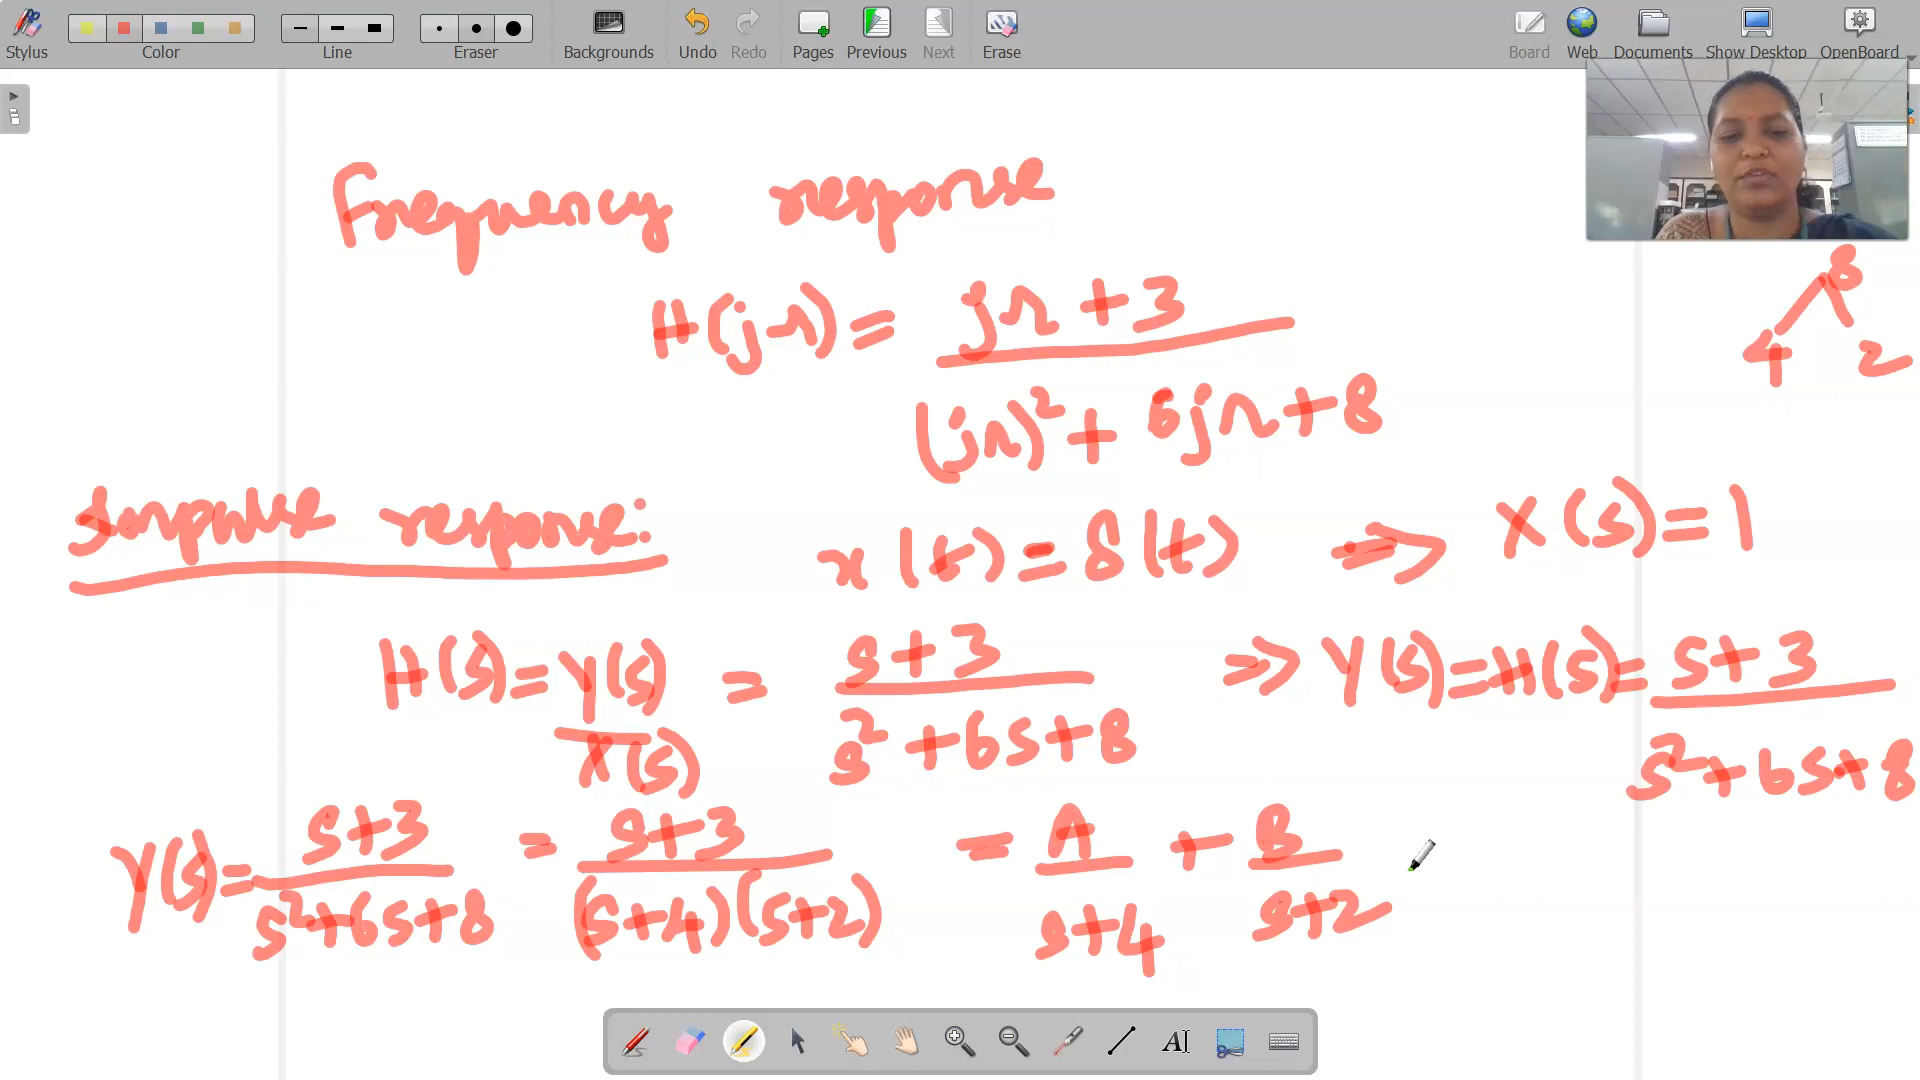 Stylus Color Line Eraser Backgrounds Undo Redo Pages Previous Next Erase Board Web Documents Show Desktop OpenBoard
Frequency response
8
4 2
H(jΩ) = jΩ + 3 / (jΩ)² + 6jΩ + 8
Impulse response:
x(t) = δ(t) ⇒ X(s) = 1
H(s) = Y(s) / X(s) = s+3 / s² + 6s + 8 ⇒ Y(s) = H(s) = s+3 / s² + 6s + 8
Y(s) = s+3 / s²+6s+8 = s+3 / (s+4)(s+2) = A / s+4 + B / s+2